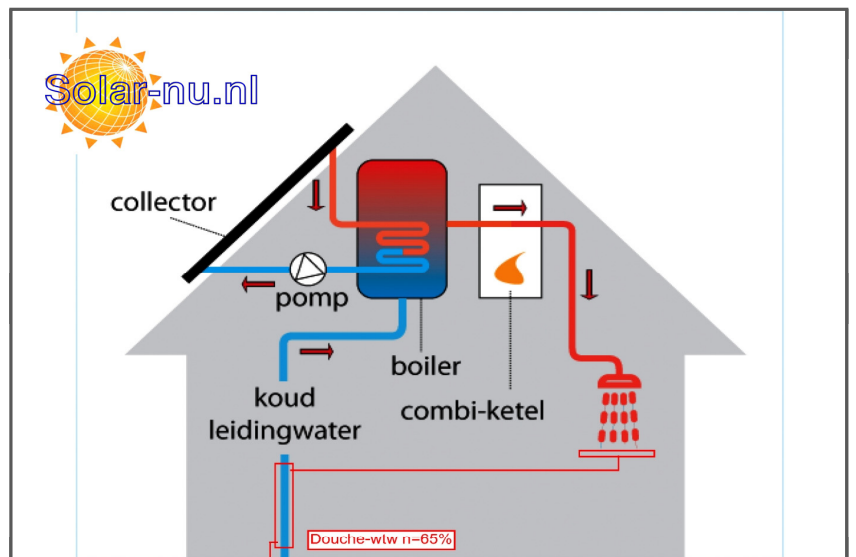 Solar-nu.nl
collector
pomp
boiler
koud
leidingwater
combi-ketel
Douche-wtw n=65%